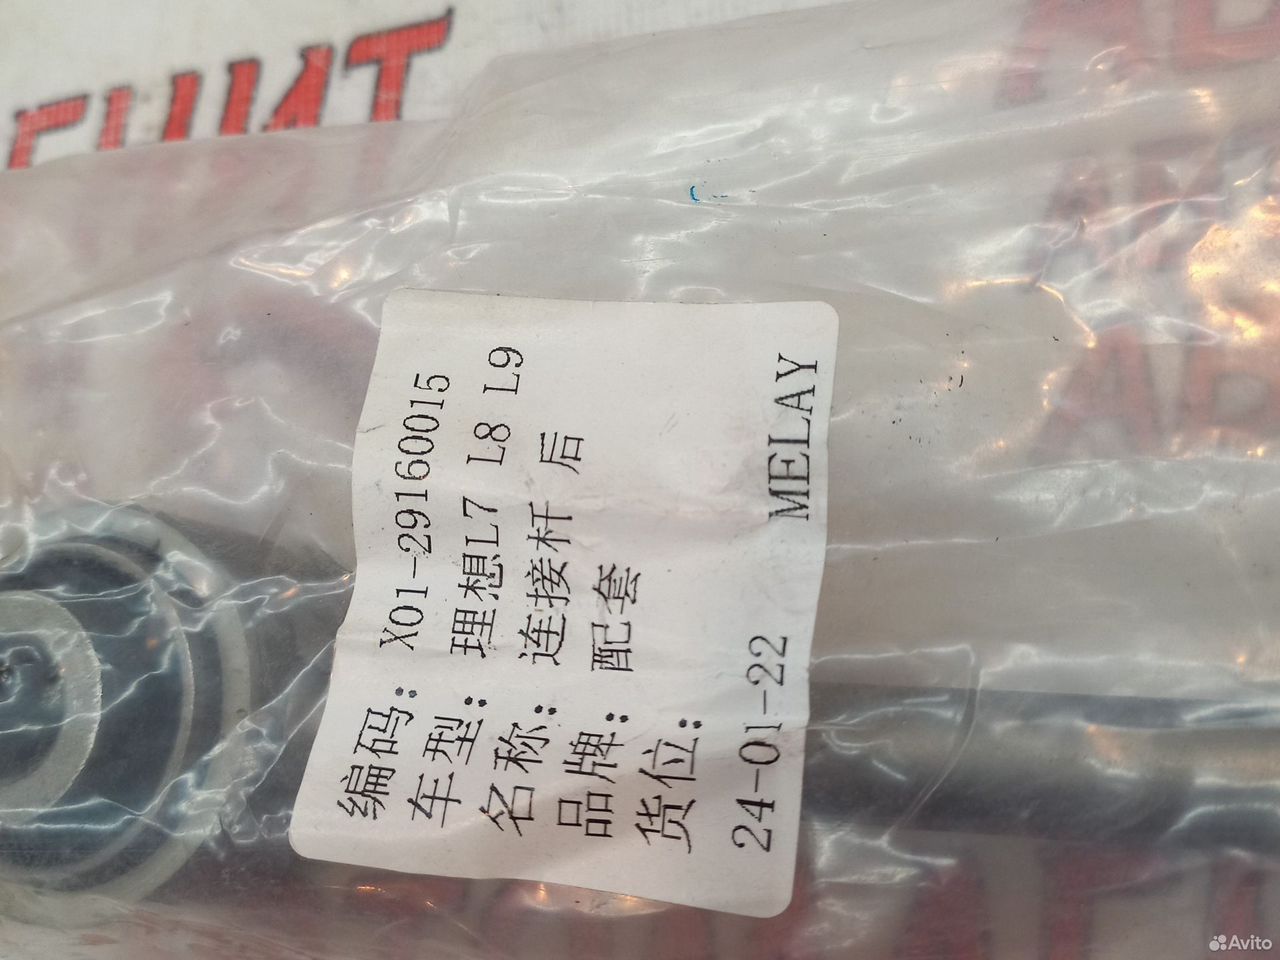 编码: X01-29160015
车型: 理想L7 L8 L9
名称: 连接杆 后
品牌: 配套
货位:
24-01-22 MELAY
Avito